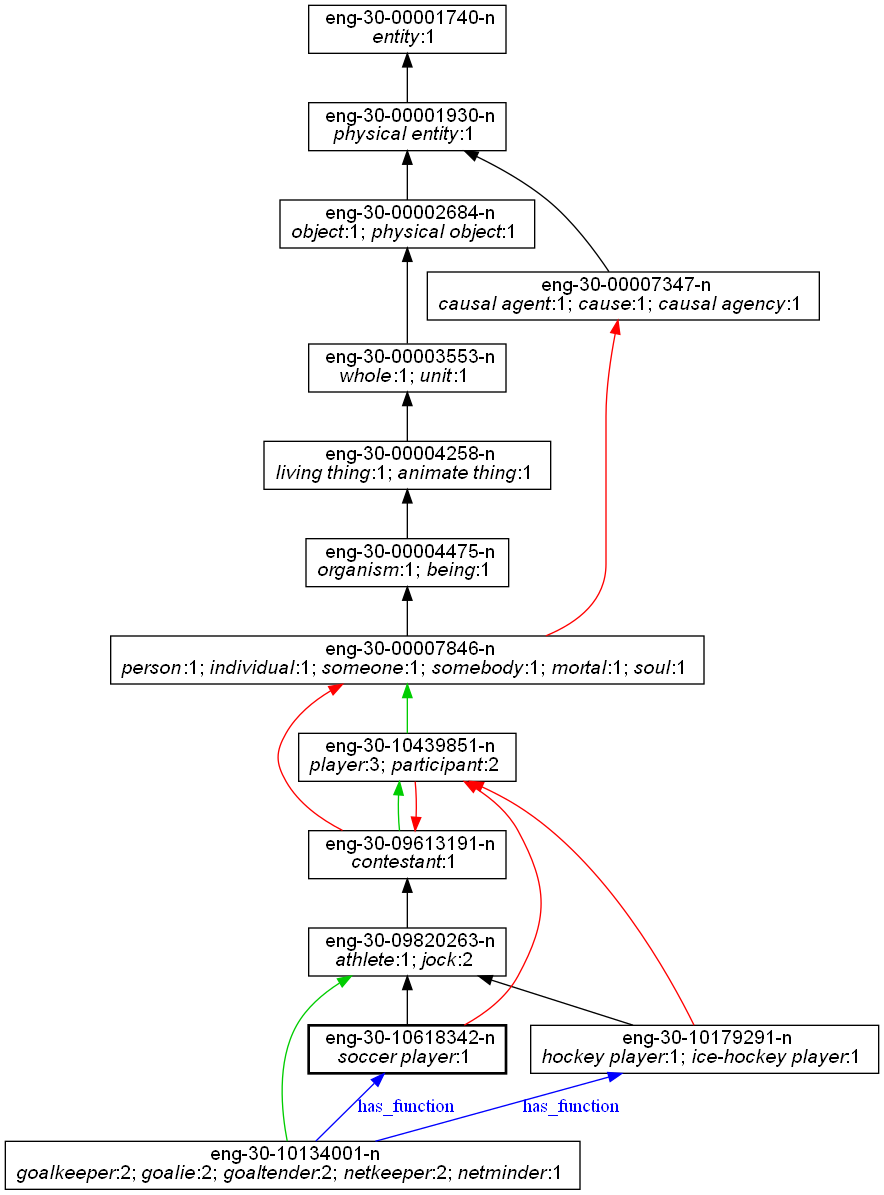 eng-30-00001740-n
entity:1
eng-30-00001930-n
physical entity:1
eng-30-00002684-n
object:1; physical object:1
eng-30-00007347-n
causal agent:1; cause:1; causal agency:1
eng-30-00003553-n
whole:1; unit:1
eng-30-00004258-n
living thing:1; animate thing:1
eng-30-00004475-n
organism:1; being:1
eng-30-00007846-n
person:1; individual:1; someone:1; somebody:1; mortal:1; soul:1
eng-30-10439851-n
player:3; participant:2
eng-30-09613191-n
contestant:1
eng-30-09820263-n
athlete:1; jock:2
eng-30-10618342-n
soccer player:1
eng-30-10179291-n
hockey player:1; ice-hockey player:1
has_function
has_function
eng-30-10134001-n
goalkeeper:2; goalie:2; goaltender:2; netkeeper:2; netminder:1